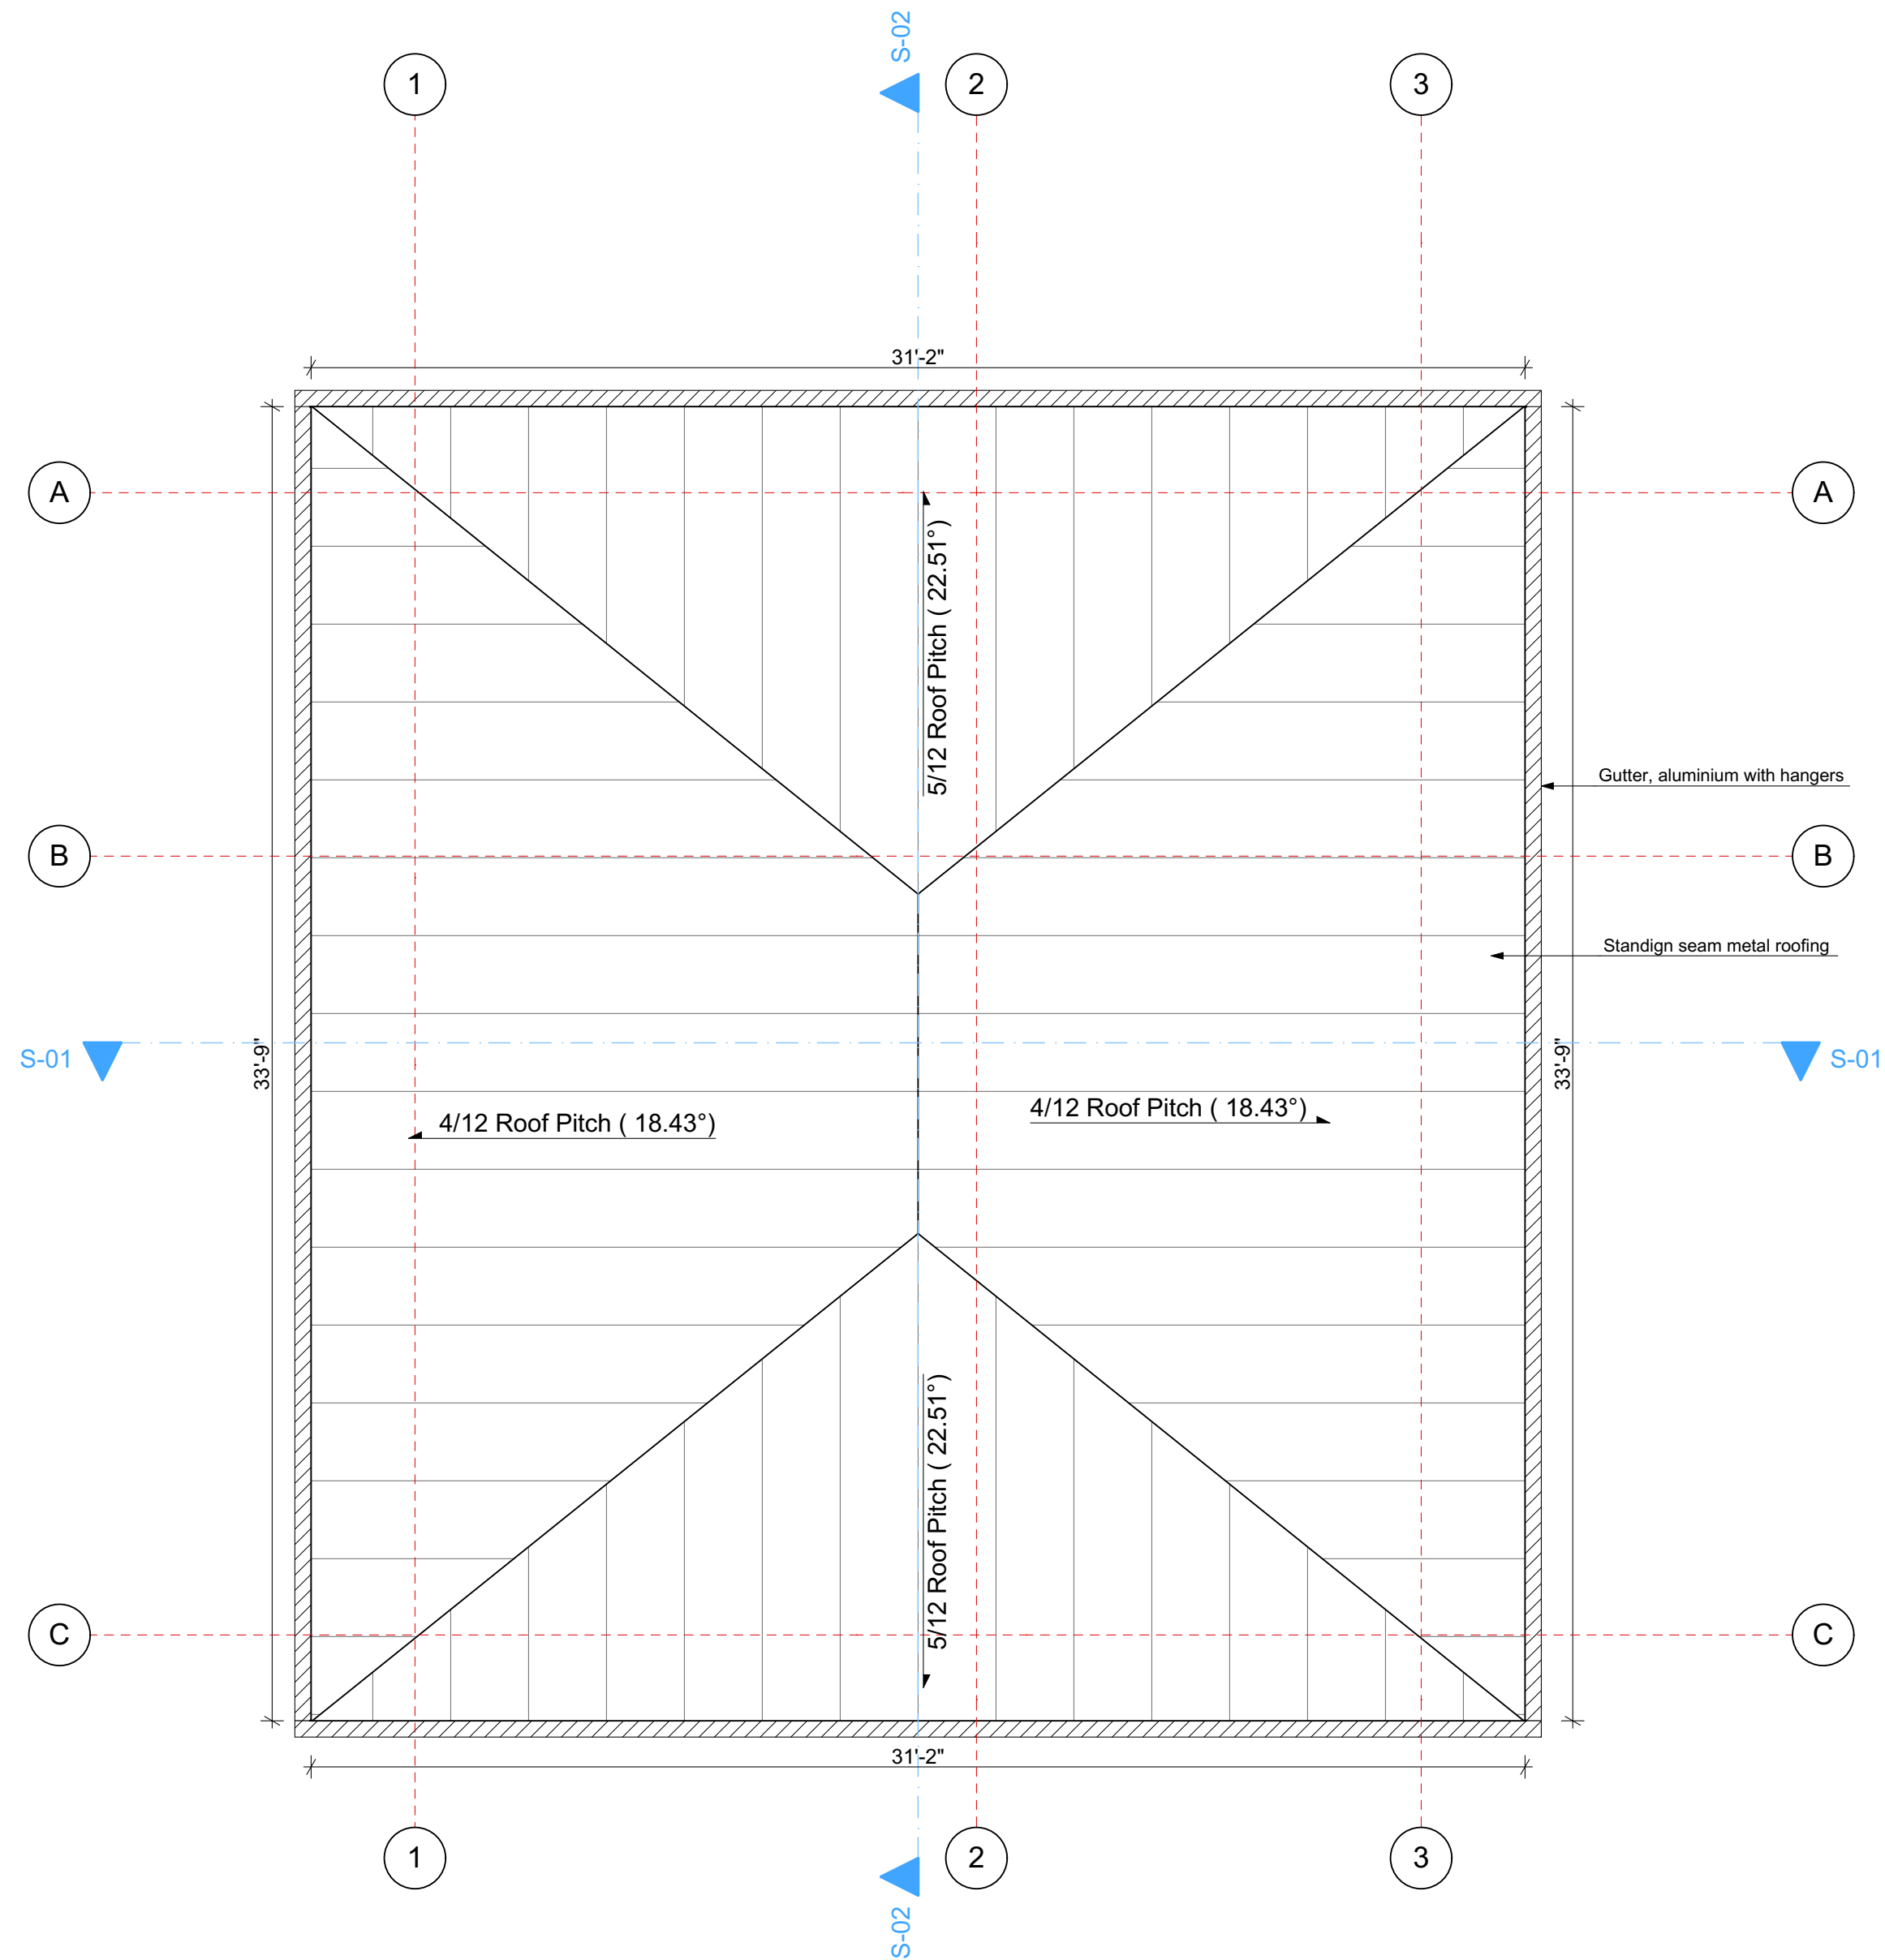 S-02
1
2
3
31'-2"
A
A
5/12 Roof Pitch ( 22.51°)
Gutter, aluminium with hangers
B
B
Standign seam metal roofing
S-01
33'-9"
33'-9"
S-01
4/12 Roof Pitch ( 18.43°)
4/12 Roof Pitch ( 18.43°)
5/12 Roof Pitch ( 22.51°)
C
C
31'-2"
1
2
3
S-02